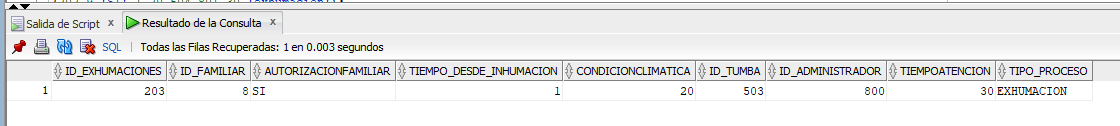 Salida de Script x Resultado de la Consulta x
SQL | Todas las Filas Recuperadas: 1 en 0.003 segundos
ID_EXHUMACIONES ID_FAMILIAR AUTORIZACIONFAMILIAR TIEMPO_DESDE_INHUMACION CONDICIONCLIMATICA ID_TUMBA ID_ADMINISTRADOR TIEMPOATENCION TIPO_PROCESO
1 203 8 SI 1 20 503 800 30 EXHUMACION